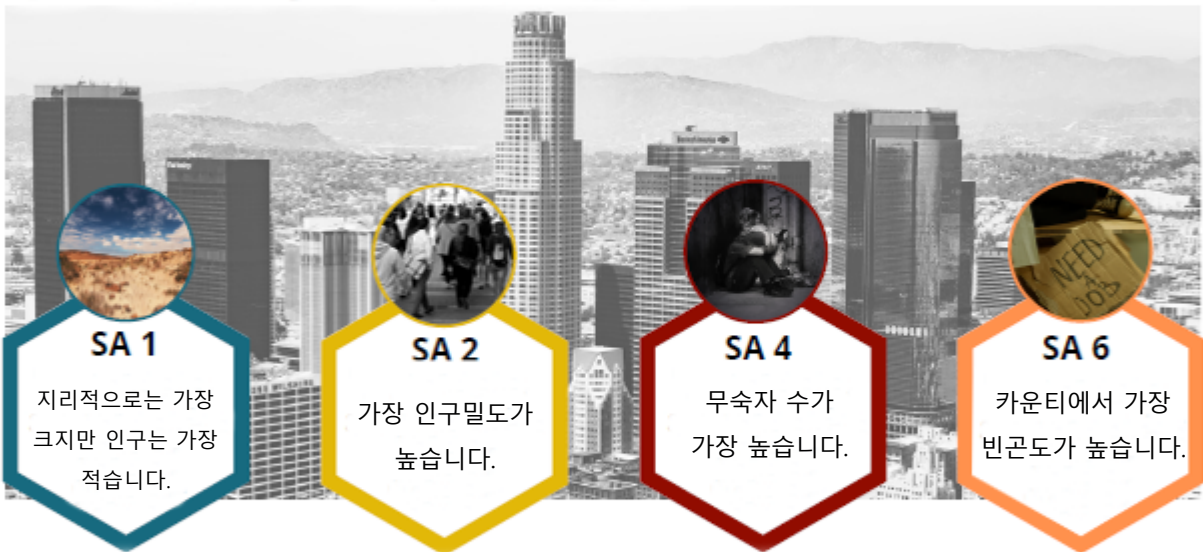 SA 1
지리적으로는 가장
크지만 인구는 가장
적습니다.
SA 2
가장 인구밀도가
높습니다.
SA 4
무숙자 수가
가장 높습니다.
SA 6
카운티에서 가장
빈곤도가 높습니다.
NEED
A
JOB